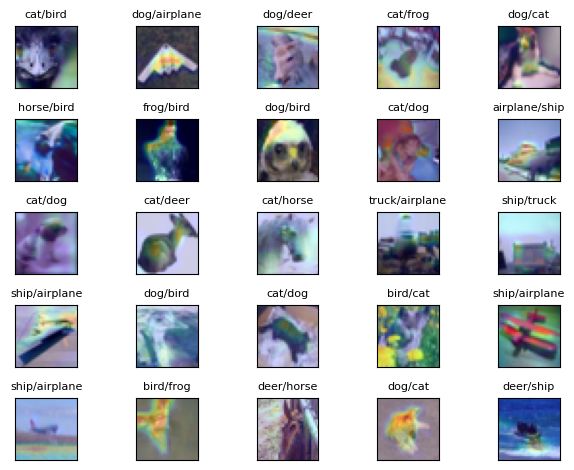 cat/bird dog/airplane dog/deer cat/frog dog/cat
horse/bird frog/bird dog/bird cat/dog airplane/ship
cat/dog cat/deer cat/horse truck/airplane ship/truck
ship/airplane dog/bird cat/dog bird/cat ship/airplane
ship/airplane bird/frog deer/horse dog/cat deer/ship